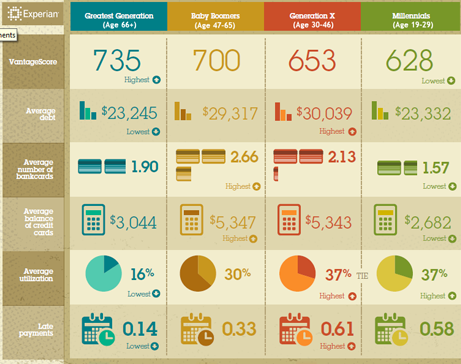 Experian
ments
Greatest Generation
(Age 66+)
Baby Boomers
(Age 47-65)
Generation X
(Age 30-46)
Millennials
(Age 19-29)
VantageScore
735
Highest
700
653
628
Lowest
Average
debt
$23,245
Lowest
$29,317
$30,039
Highest
$23,332
Average
number of
bankcards
1.90
2.66
Highest
2.13
1.57
Lowest
Average
balance of
credit
cards
$3,044
$5,347
Highest
$5,343
$2,682
Lowest
Average
utilization
16%
Lowest
30%
37%
Highest
TIE
37%
Highest
Late
payments
0.14
Lowest
0.33
0.61
Highest
0.58